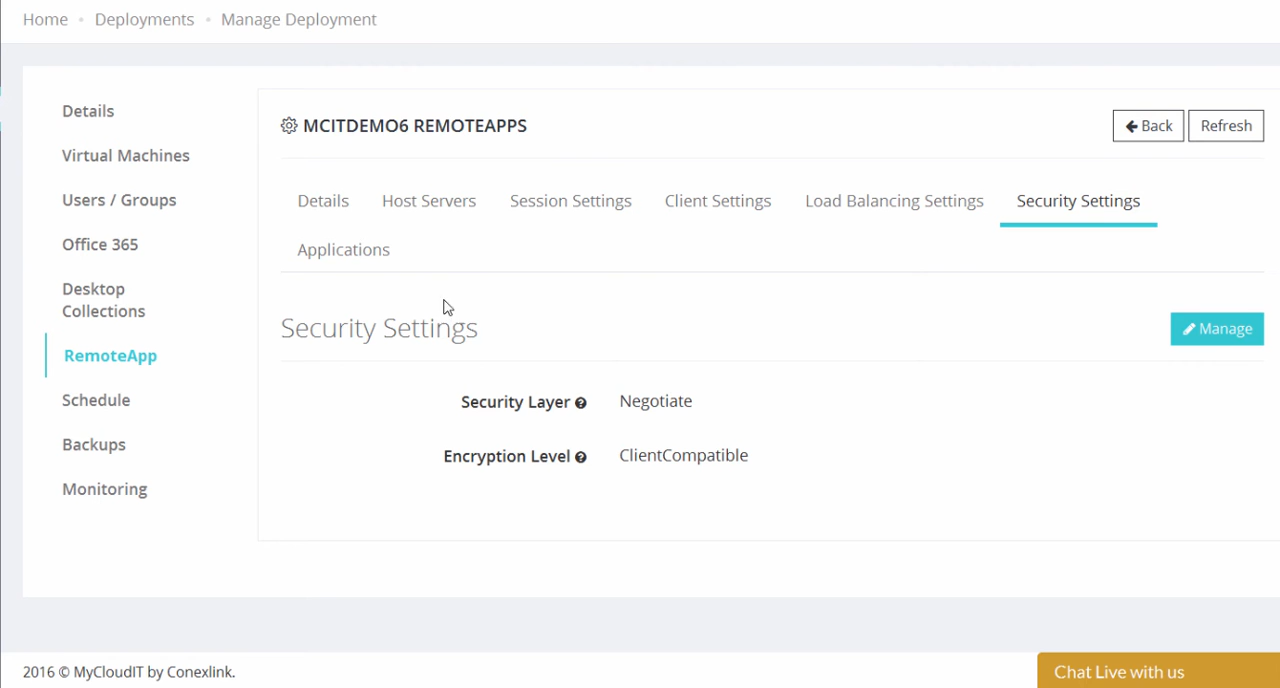 Home • Deployments • Manage Deployment
Details
Virtual Machines
Users / Groups
Office 365
Desktop
Collections
RemoteApp
Schedule
Backups
Monitoring
MCITDEMO6 REMOTEAPPS
Back
Refresh
Details
Host Servers
Session Settings
Client Settings
Load Balancing Settings
Security Settings
Applications
Security Settings
Manage
Security Layer ? Negotiate
Encryption Level ? ClientCompatible
2016 © MyCloudIT by Conexlink.
Chat Live with us